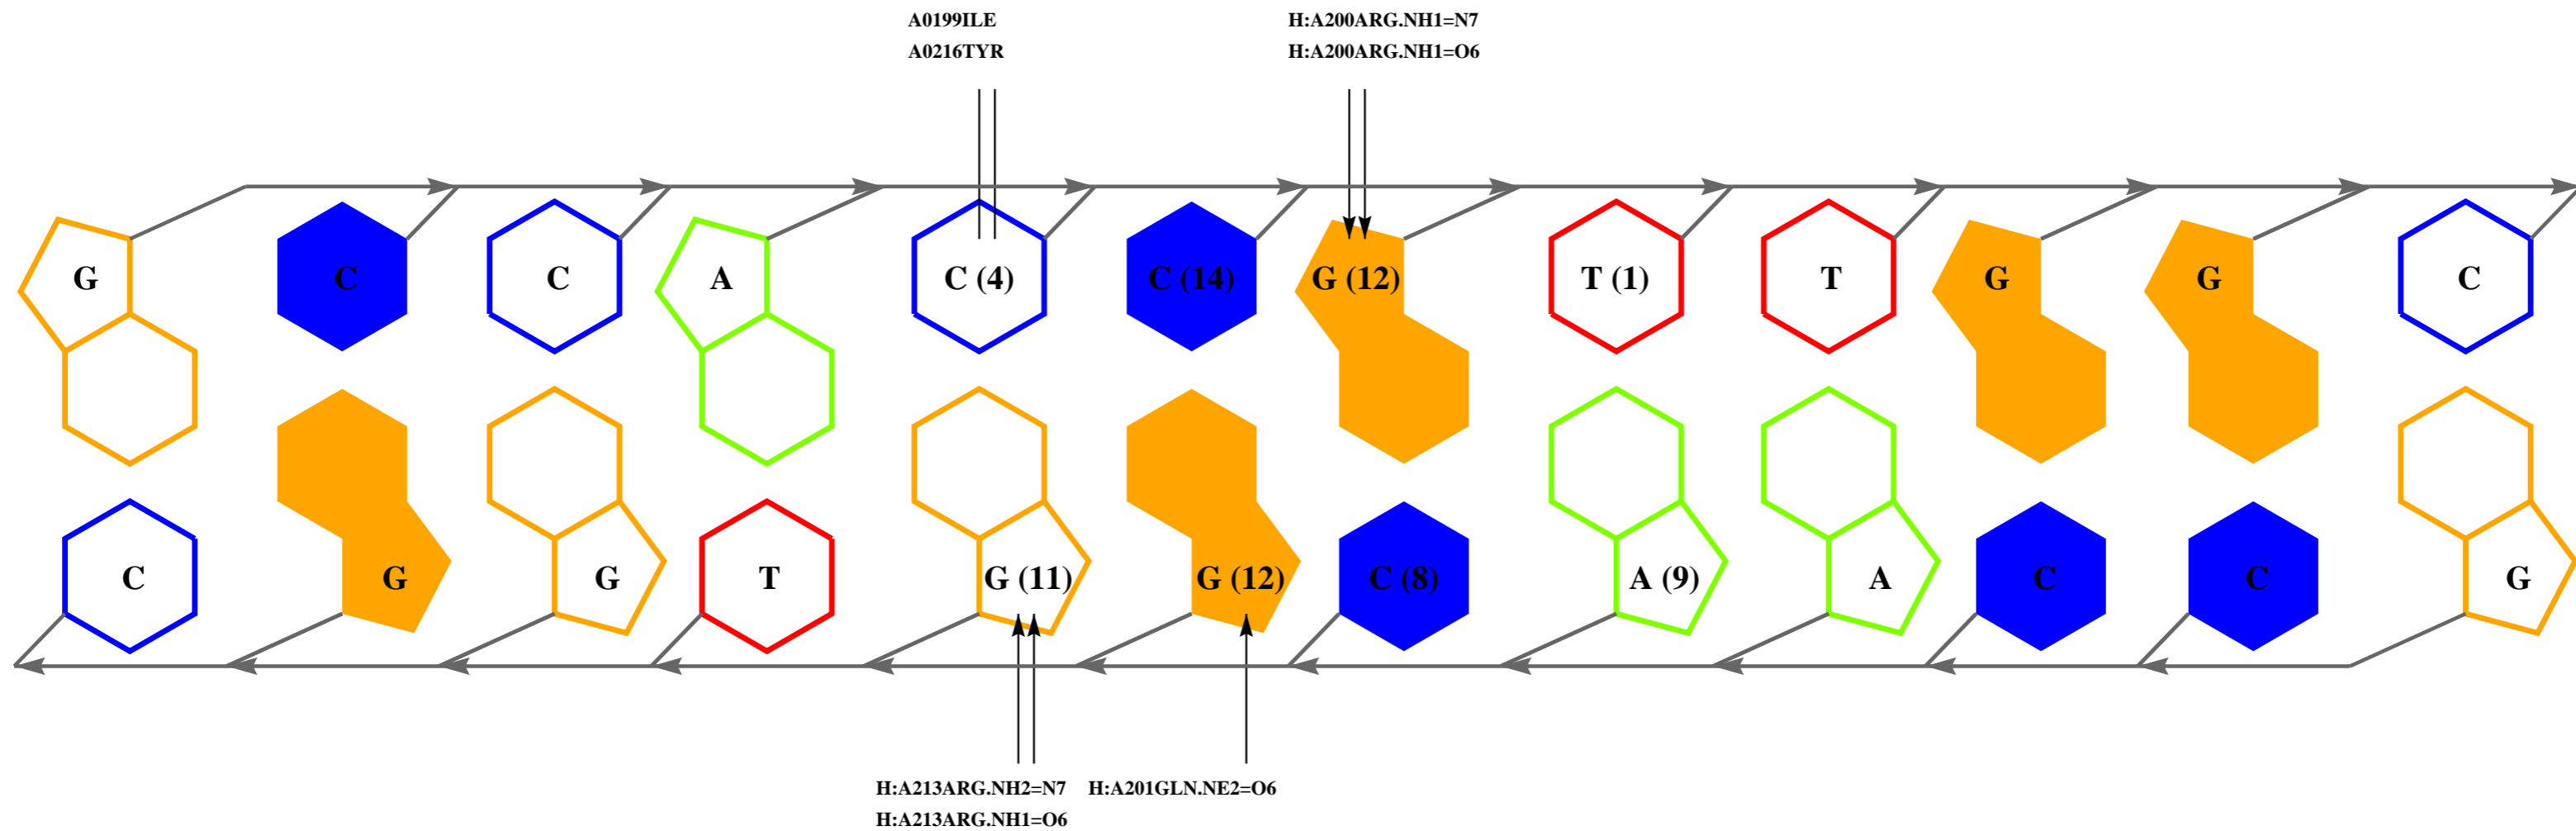 A0199ILE H:A200ARG.NH1=N7
A0216TYR H:A200ARG.NH1=O6
G C C A C (4) C (14) G (12) T (1) T G G C
C G G T G (11) G (12) C (8) A (9) A C C G
H:A213ARG.NH2=N7 H:A201GLN.NE2=O6
H:A213ARG.NH1=O6